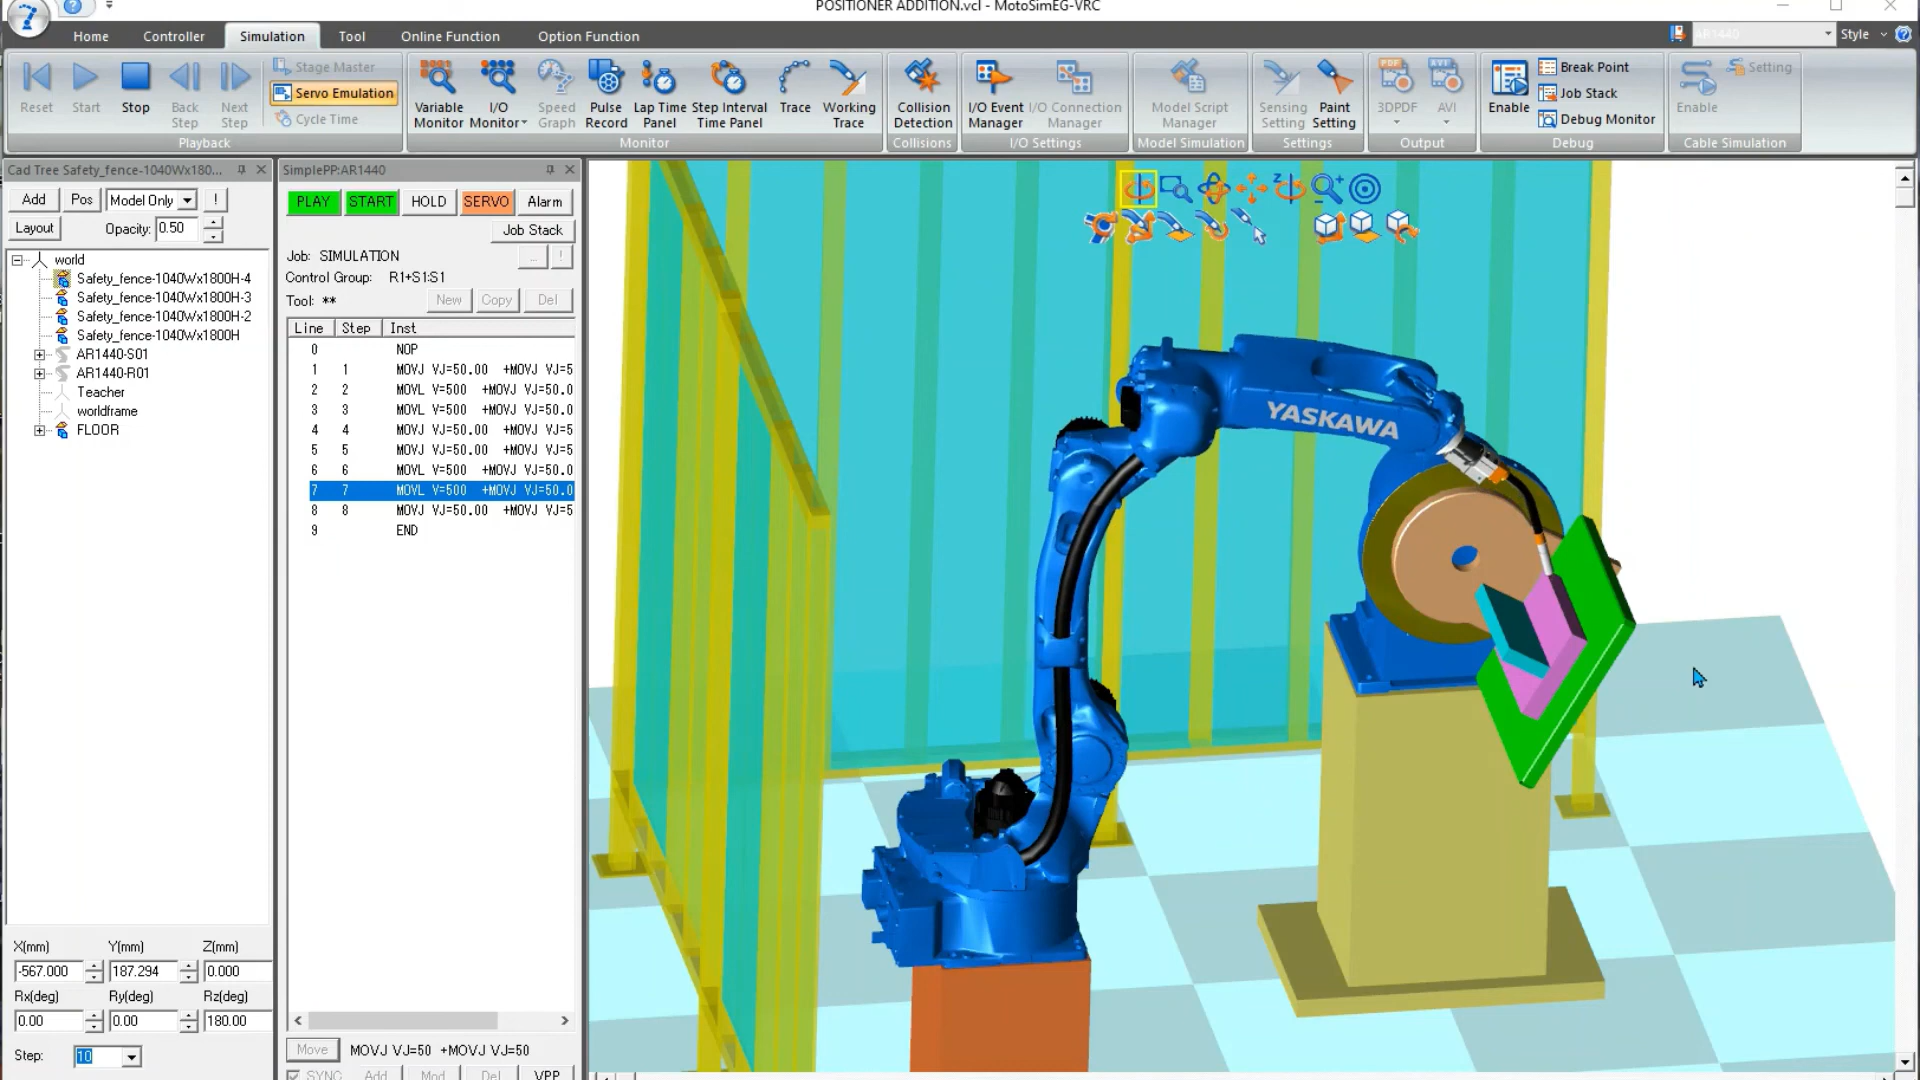 POSITIONER ADDITION.vcl - MotoSimEG-VRC
Home Controller Simulation Tool Online Function Option Function
AR1440 Style
Reset Start Stop Back Step Next Step
Stage Master
Servo Emulation
Cycle Time
Playback
Variable Monitor I/O Monitor Speed Graph Pulse Record Lap Time Panel Step Interval Time Panel Trace Working Trace
Monitor
Collision Detection
Collisions
I/O Event Manager I/O Connection Manager
I/O Settings
Model Script Manager
Model Simulation
Sensing Setting Paint Setting
Settings
3DPDF AVI
Output
Enable
Break Point
Job Stack
Debug Monitor
Debug
Enable Setting
Cable Simulation
Cad Tree Safety_fence-1040Wx180...
Add Pos Model Only !
Layout Opacity: 0.50
world
Safety_fence-1040Wx1800H-4
Safety_fence-1040Wx1800H-3
Safety_fence-1040Wx1800H-2
Safety_fence-1040Wx1800H
AR1440-S01
AR1440-R01
Teacher
worldframe
FLOOR
X(mm) Y(mm) Z(mm)
-567.000 187.294 0.000
Rx(deg) Ry(deg) Rz(deg)
0.00 0.00 180.00
Step: 10
SimplePP:AR1440
PLAY START HOLD SERVO Alarm
Job Stack
Job: SIMULATION ... !
Control Group: R1+S1:S1
Tool: ** New Copy Del
Line Step Inst
0 NOP
1 1 MOVJ VJ=50.00 +MOVJ VJ=5
2 2 MOVL V=500 +MOVJ VJ=50.0
3 3 MOVL V=500 +MOVJ VJ=50.0
4 4 MOVL V=500 +MOVJ VJ=50.0
5 5 MOVJ VJ=50.00 +MOVJ VJ=5
6 6 MOVL V=500 +MOVJ VJ=50.0
7 7 MOVL V=500 +MOVJ VJ=50.0
8 8 MOVJ VJ=50.00 +MOVJ VJ=5
9 END
Move MOVJ VJ=50 +MOVJ VJ=50
SYNC Add Mod Del VPP
YASKAWA